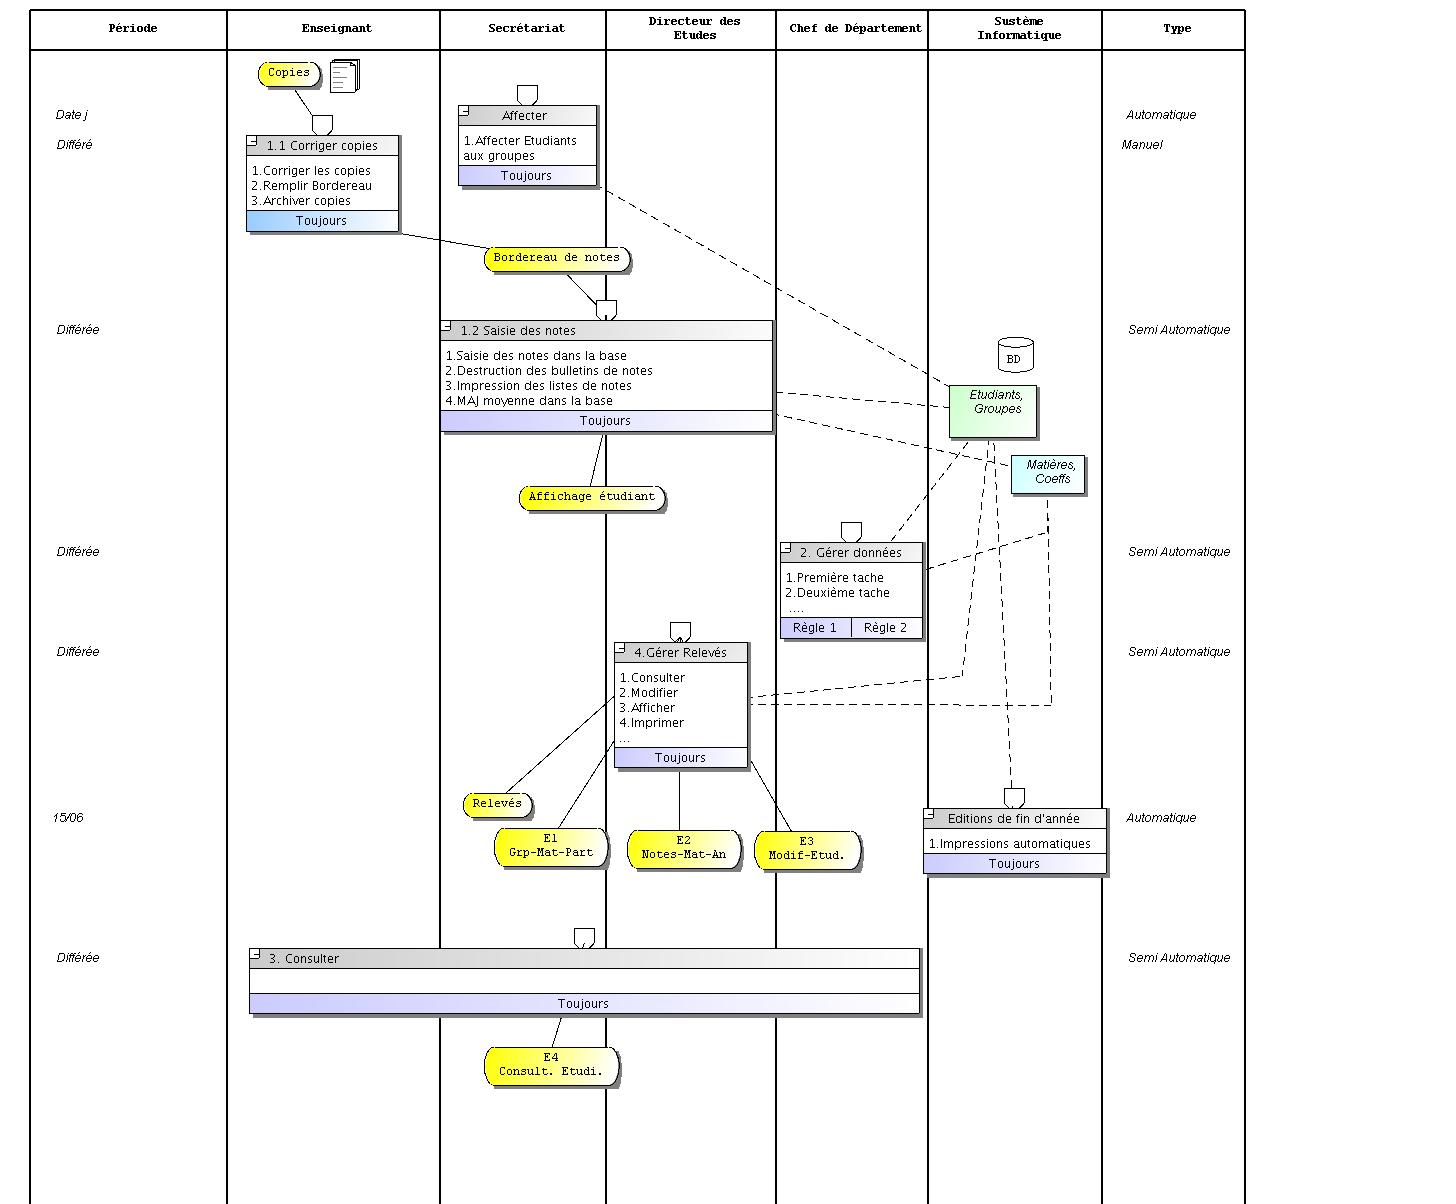 Période
Enseignant
Secrétariat
Directeur des
Etudes
Chef de Département
Sustème
Informatique
Type
Copies
Date j
Affecter
Automatique
Différé
1.1 Corriger copies
1.Affecter Etudiants
aux groupes
Manuel
1.Corriger les copies
2.Remplir Bordereau
3.Archiver copies
Toujours
Toujours
Bordereau de notes
Différée
1.2 Saisie des notes
Semi Automatique
1.Saisie des notes dans la base
2.Destruction des bulletins de notes
3.Impression des listes de notes
4.MAJ moyenne dans la base
Toujours
BD
Etudiants,
Groupes
Matières,
Coeffs
Affichage étudiant
Différée
2. Gérer données
Semi Automatique
1.Première tache
2.Deuxième tache
....
Règle 1
Règle 2
Différée
4.Gérer Relevés
Semi Automatique
1.Consulter
2.Modifier
3.Afficher
4.Imprimer
...
Toujours
Relevés
15/06
Editions de fin d'année
Automatique
E1
Grp-Mat-Part
E2
Notes-Mat-An
E3
Modif-Etud.
1.Impressions automatiques
Toujours
Différée
3. Consulter
Semi Automatique
Toujours
E4
Consult. Etudi.